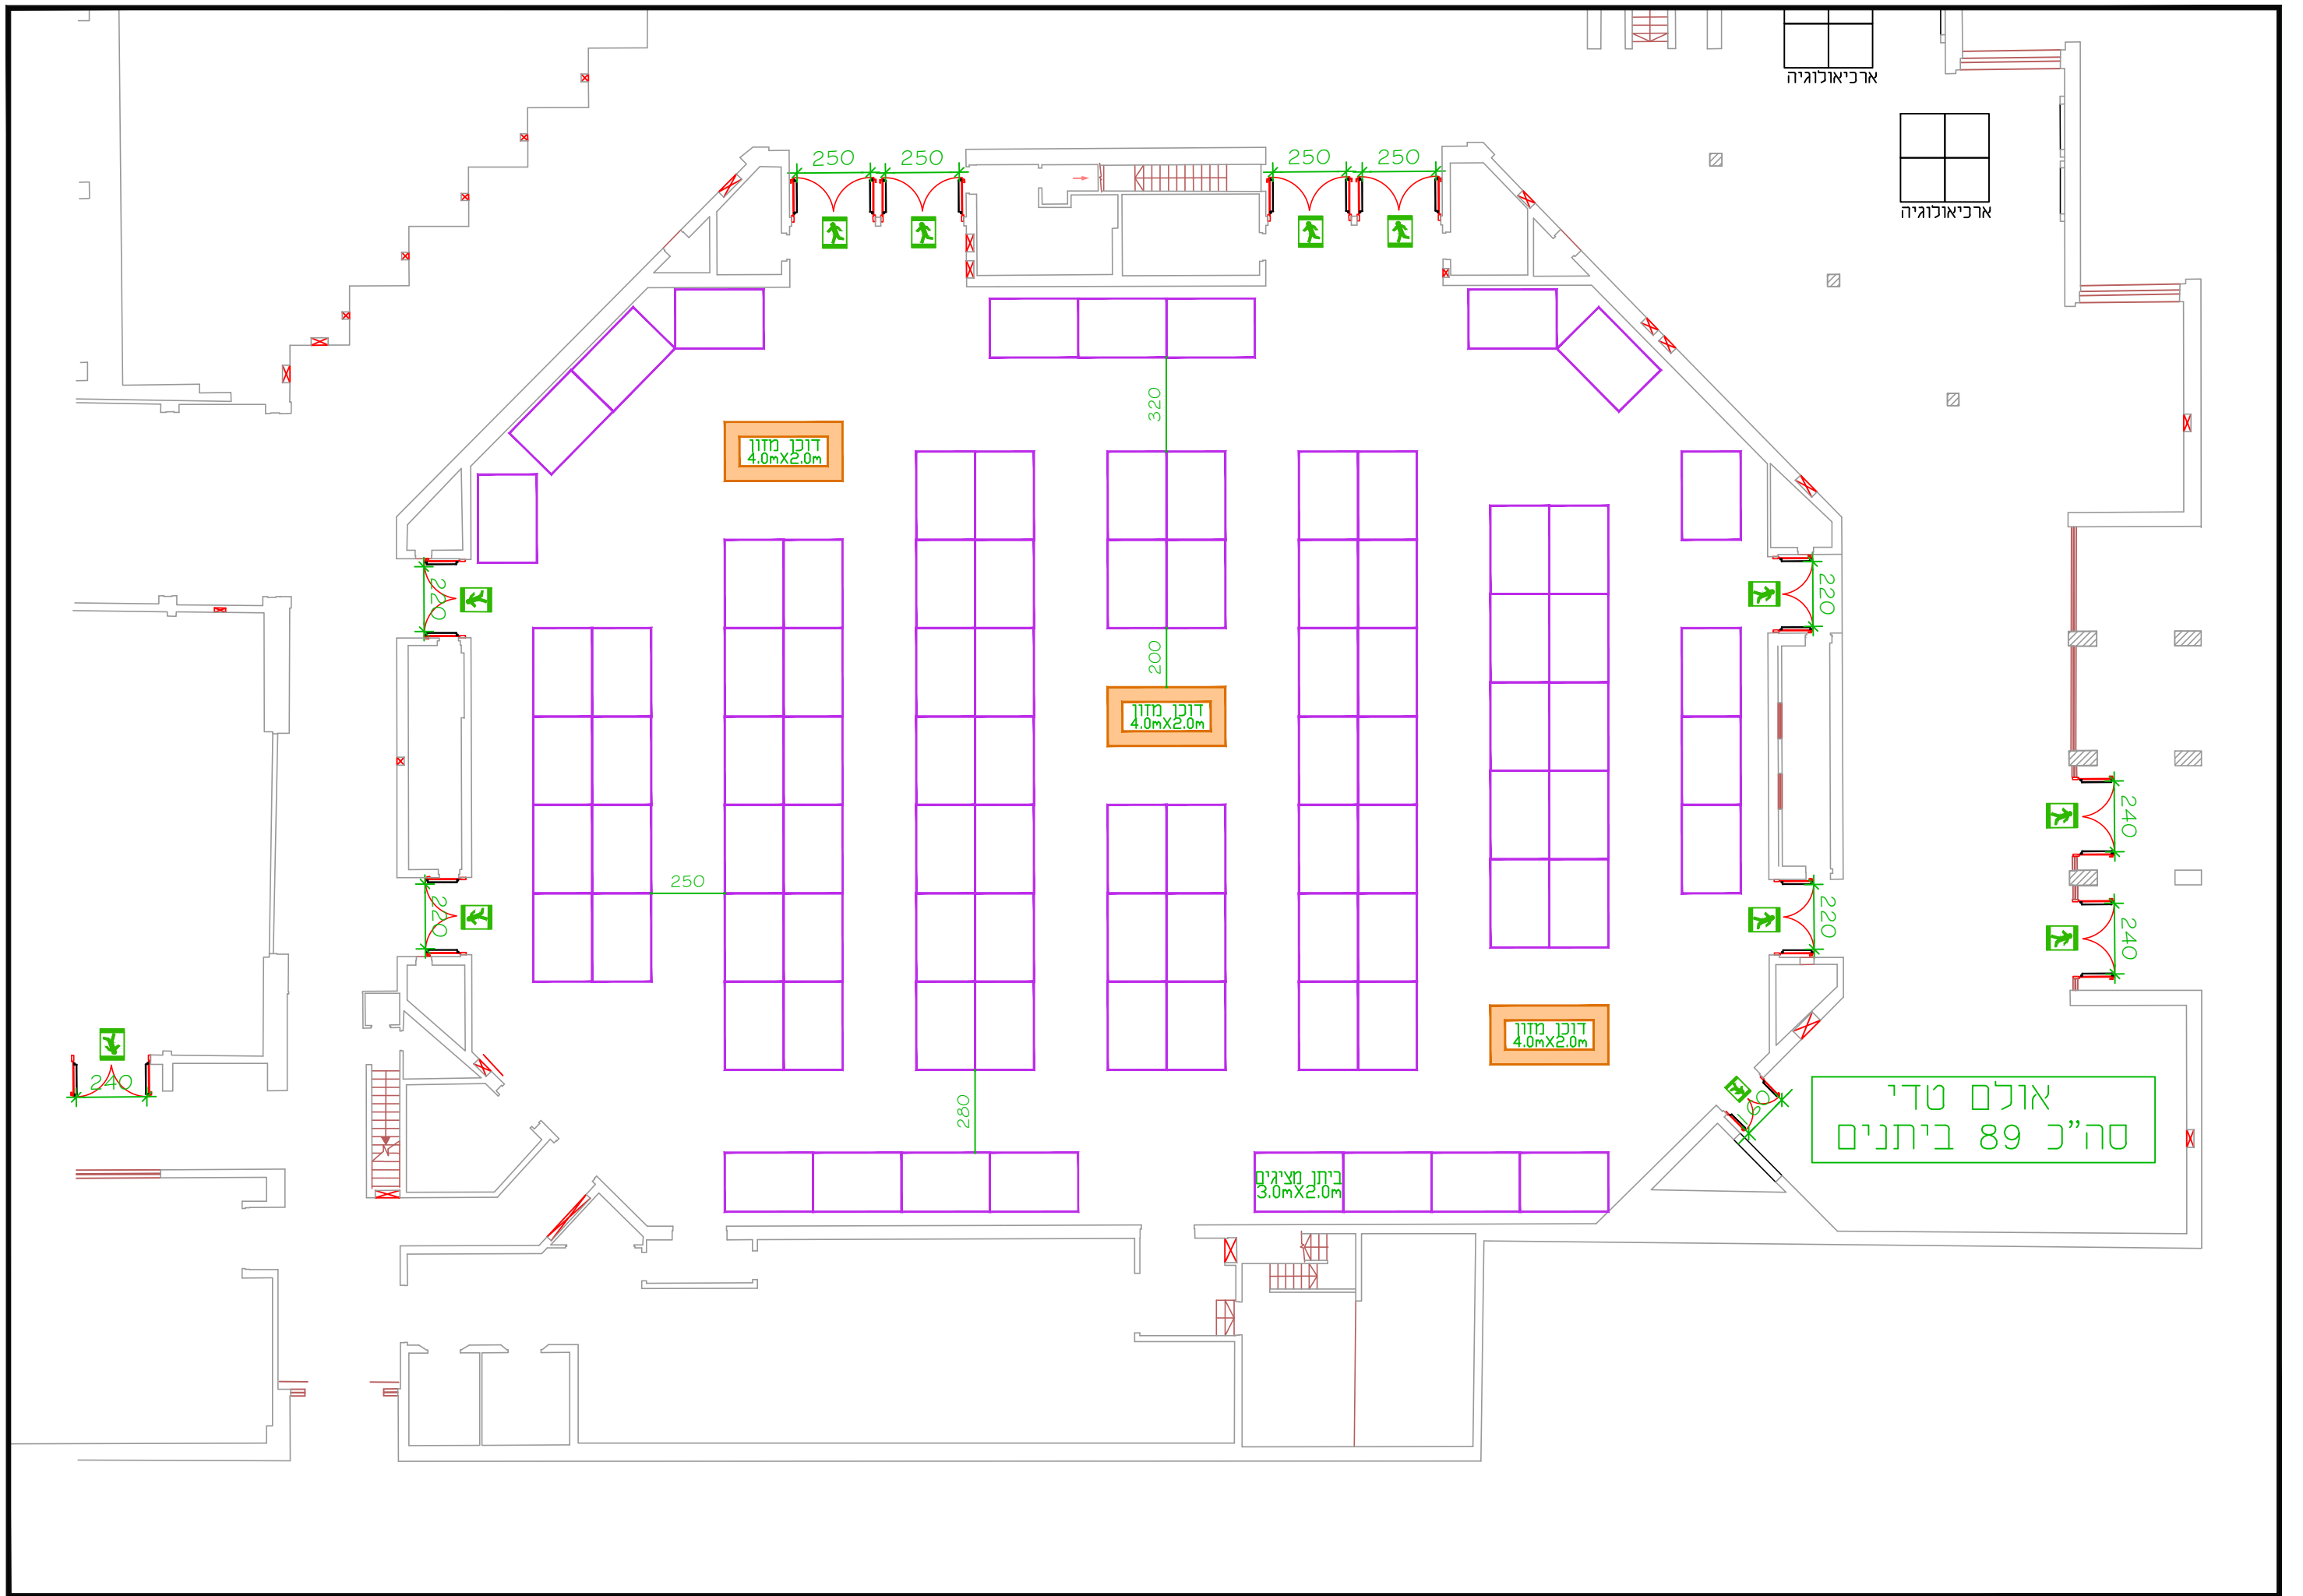 ארכיאולוגיה
ארכיאולוגיה
250
250
250
250
320
דוכן מזון
4.0mX2.0m
220
220
200
דוכן מזון
4.0mX2.0m
240
250
220
220
240
דוכן מזון
4.0mX2.0m
240
160
280
אולם טדי
סה"כ 89 ביתנים
ביתן מציגים
3.0mX2.0m